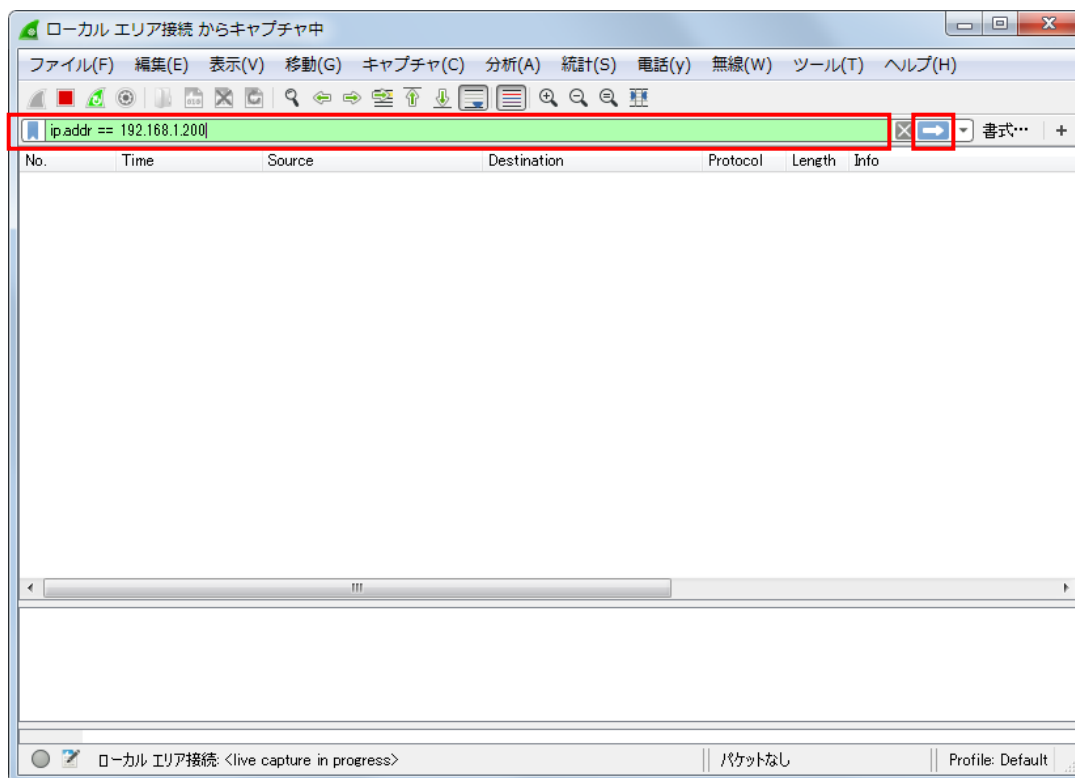 ローカル エリア接続 からキャプチャ中
ファイル(F) 編集(E) 表示(V) 移動(G) キャプチャ(C) 分析(A) 統計(S) 電話(y) 無線(W) ツール(T) ヘルプ(H)
ip.addr == 192.168.1.200 書式… +
No. Time Source Destination Protocol Length Info
ローカル エリア接続: <live capture in progress> パケットなし Profile: Default